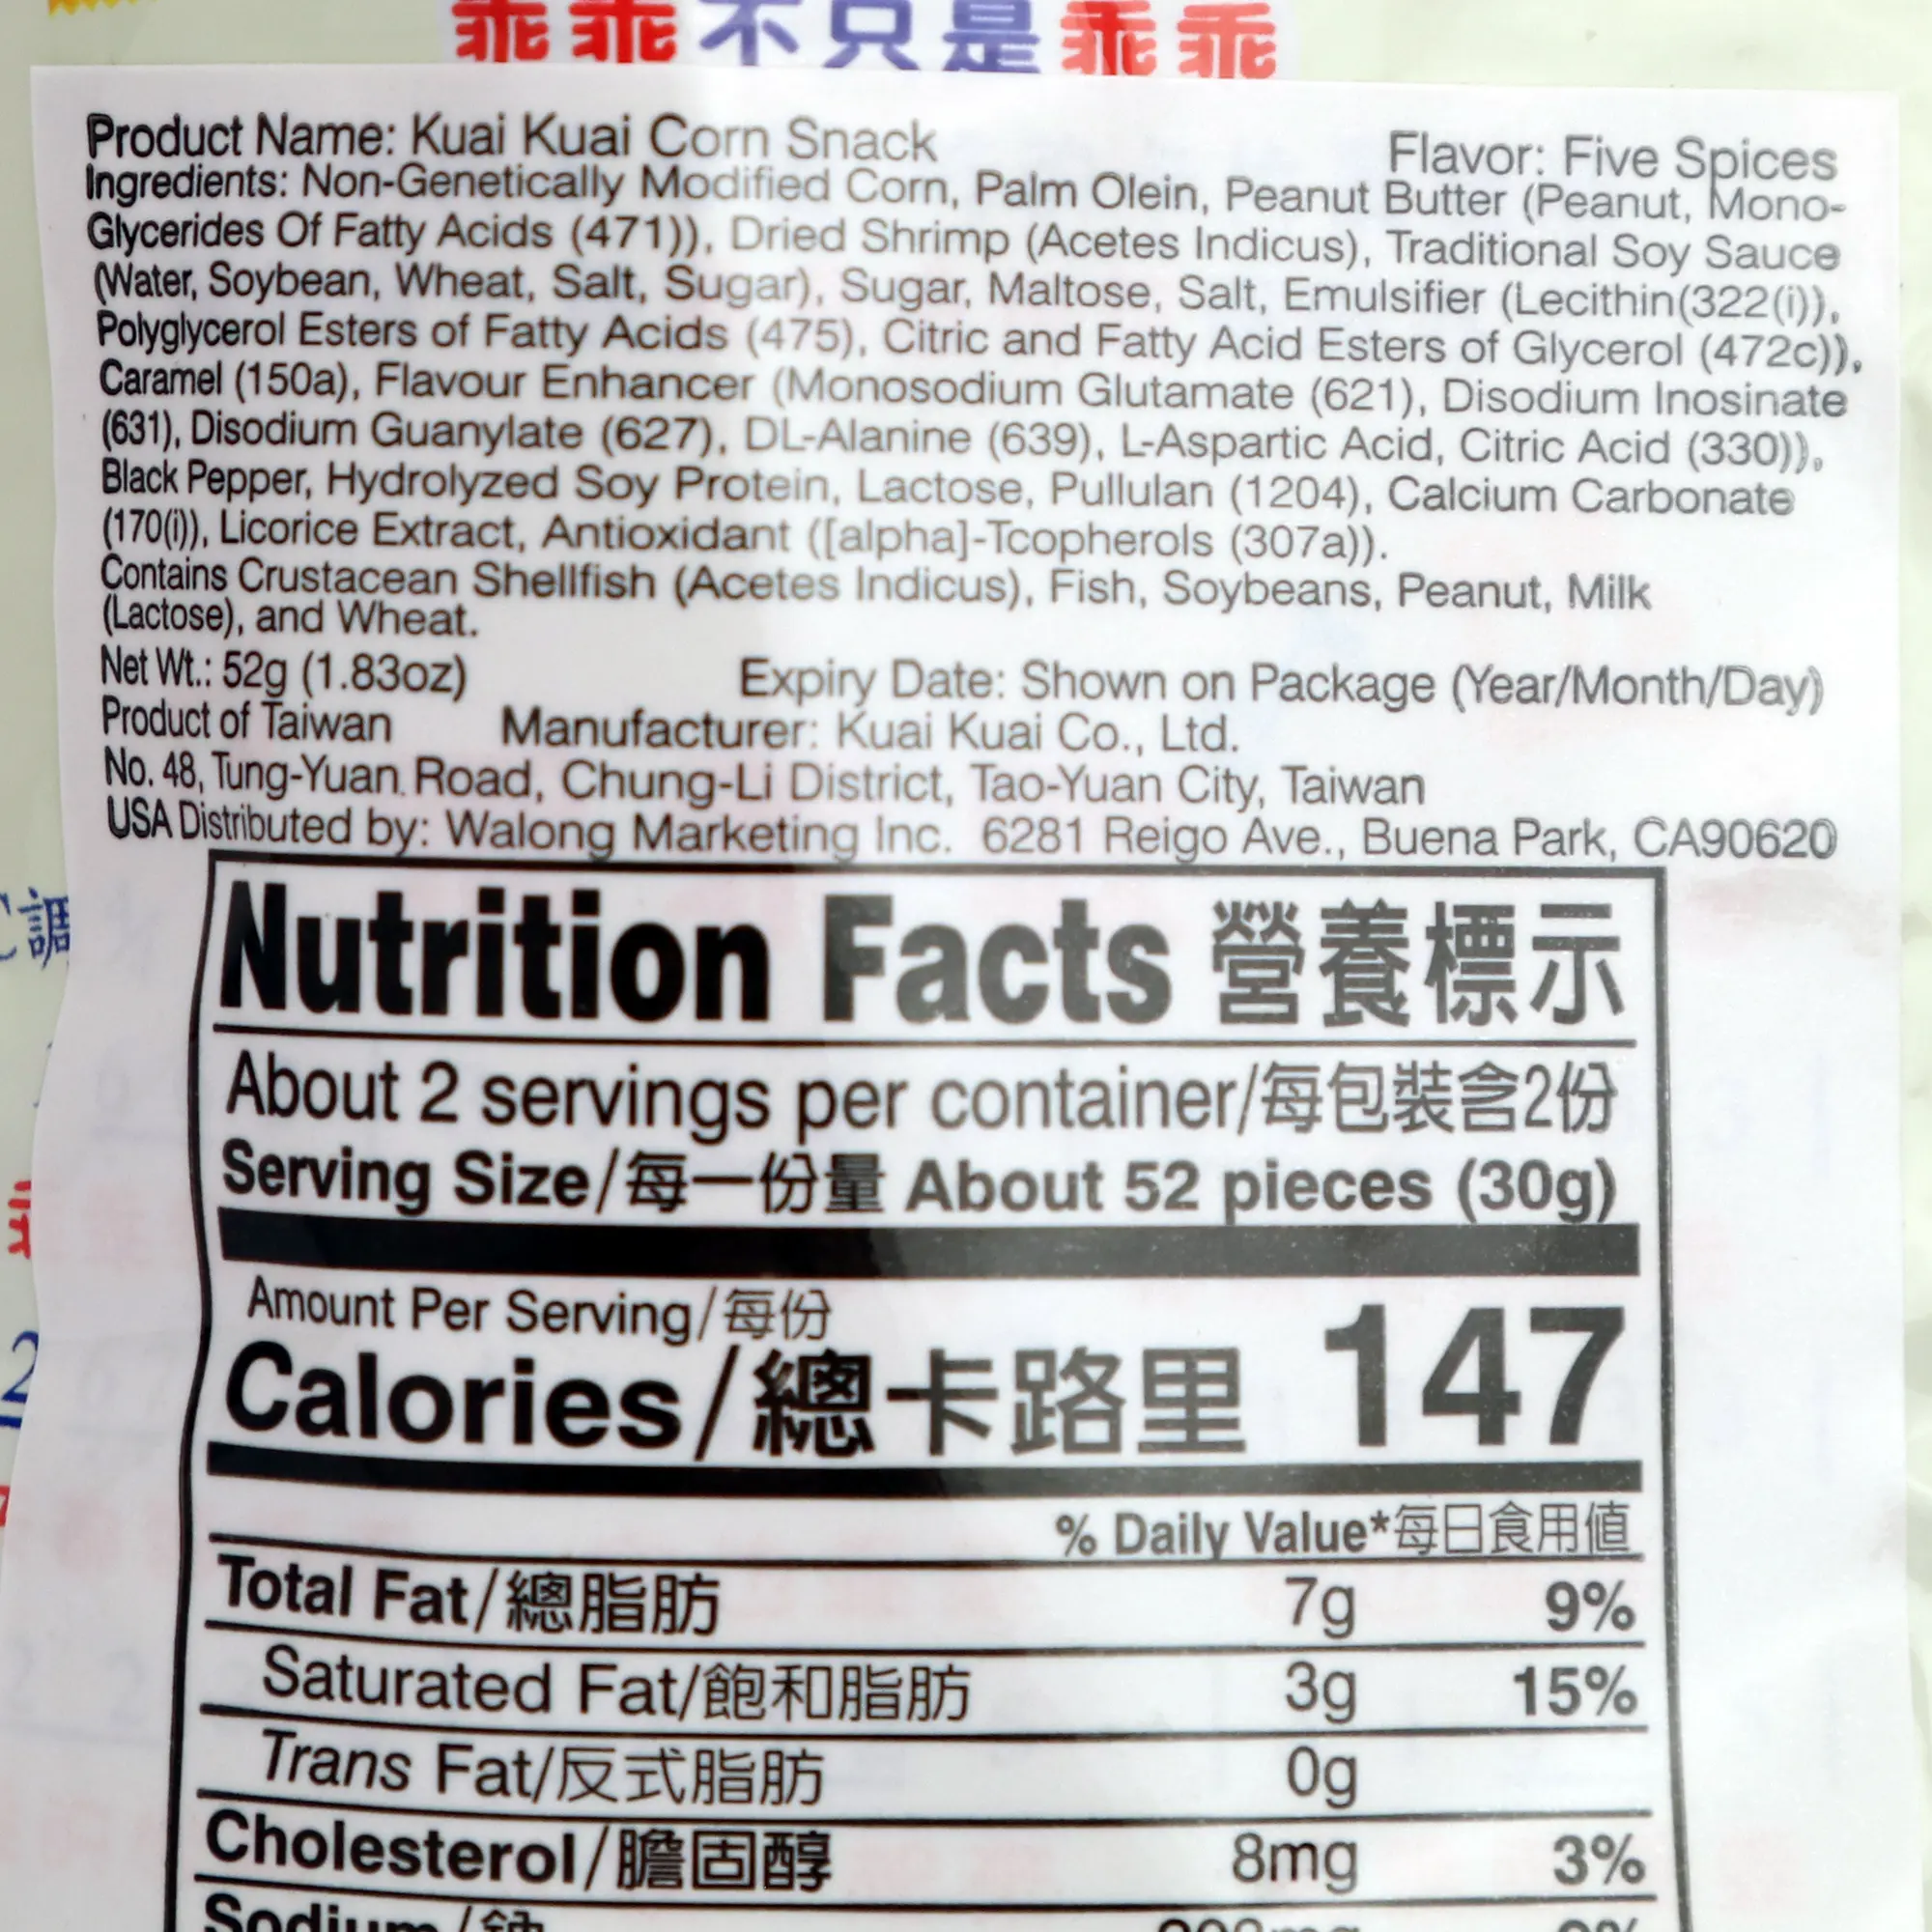 乖乖不只是乖乖
Product Name: Kuai Kuai Corn Snack Flavor: Five Spices
Ingredients: Non-Genetically Modified Corn, Palm Olein, Peanut Butter (Peanut, Mono-
Glycerides Of Fatty Acids (471)), Dried Shrimp (Acetes Indicus), Traditional Soy Sauce
(Water, Soybean, Wheat, Salt, Sugar), Sugar, Maltose, Salt, Emulsifier (Lecithin(322(i)),
Polyglycerol Esters of Fatty Acids (475), Citric and Fatty Acid Esters of Glycerol (472c)),
Caramel (150a), Flavour Enhancer (Monosodium Glutamate (621), Disodium Inosinate
(631), Disodium Guanylate (627), DL-Alanine (639), L-Aspartic Acid, Citric Acid (330)),
Black Pepper, Hydrolyzed Soy Protein, Lactose, Pullulan (1204), Calcium Carbonate
(170(i)), Licorice Extract, Antioxidant ([alpha]-Tcopherols (307a)).
Contains Crustacean Shellfish (Acetes Indicus), Fish, Soybeans, Peanut, Milk
(Lactose), and Wheat.
Net Wt.: 52g (1.83oz) Expiry Date: Shown on Package (Year/Month/Day)
Product of Taiwan Manufacturer: Kuai Kuai Co., Ltd.
No. 48, Tung-Yuan Road, Chung-Li District, Tao-Yuan City, Taiwan
USA Distributed by: Walong Marketing Inc. 6281 Reigo Ave., Buena Park, CA90620
調
Nutrition Facts 營養標示
About 2 servings per container/每包裝含2份
Serving Size/每一份量 About 52 pieces (30g)
Amount Per Serving/每份
Calories/總卡路里 147
% Daily Value*每日食用值
Total Fat/總脂肪 7g 9%
Saturated Fat/飽和脂肪 3g 15%
Trans Fat/反式脂肪 0g
Cholesterol/膽固醇 8mg 3%
Sodium/鈉